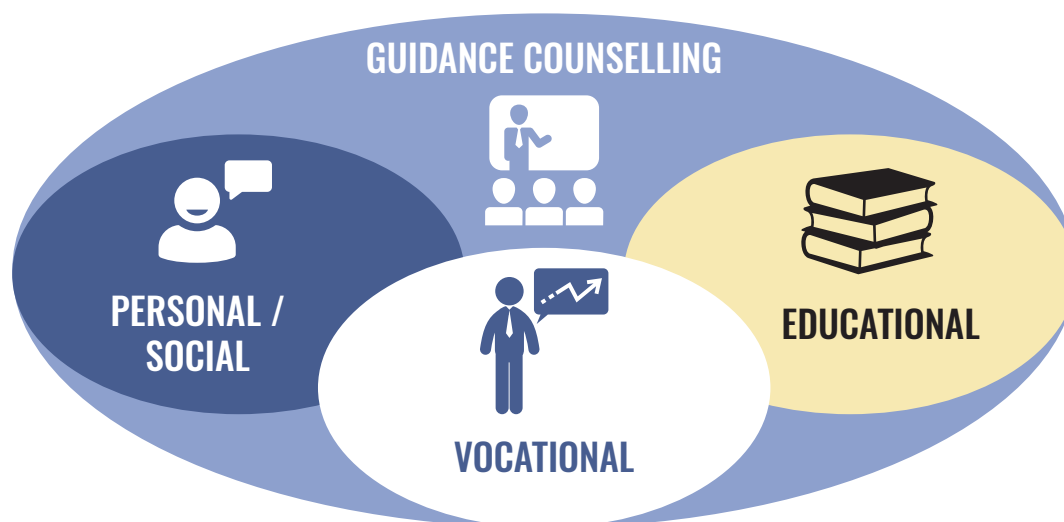 GUIDANCE COUNSELLING
PERSONAL /
SOCIAL
EDUCATIONAL
VOCATIONAL